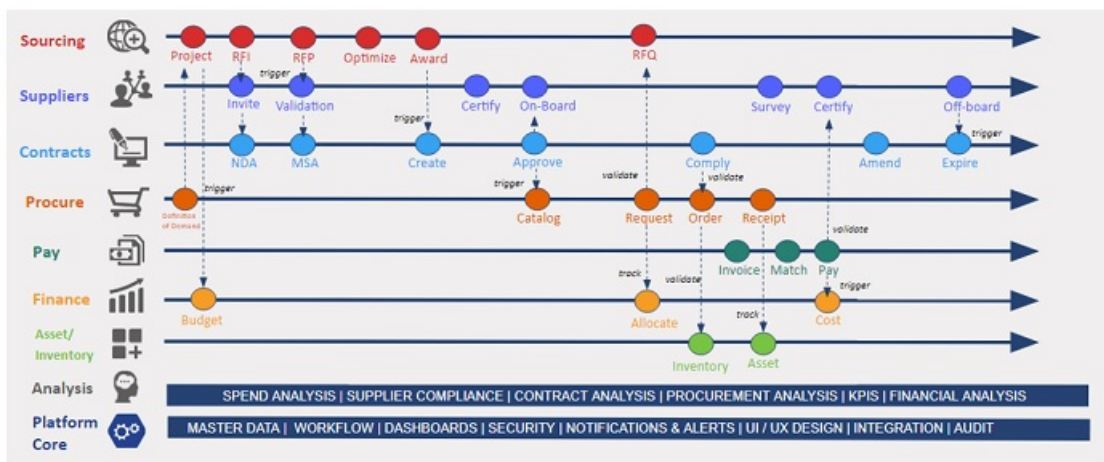 Sourcing
Project
RFI
RFP
Optimize
Award
RFQ
trigger
Suppliers
Invite
Validation
Certify
On-Board
Survey
Certify
Off-board
trigger
trigger
Contracts
NDA
MSA
Create
Approve
Comply
Amend
Expire
trigger
trigger
validate
validate
Procure
Definition
of Demand
Catalog
Request
Order
Receipt
validate
Pay
Invoice
Match
Pay
track
validate
trigger
Finance
Budget
Allocate
Cost
track
Asset/
Inventory
Inventory
Asset
Analysis
SPEND ANALYSIS | SUPPLIER COMPLIANCE | CONTRACT ANALYSIS | PROCUREMENT ANALYSIS | KPIS | FINANCIAL ANALYSIS
Platform
Core
MASTER DATA | WORKFLOW | DASHBOARDS | SECURITY | NOTIFICATIONS & ALERTS | UI / UX DESIGN | INTEGRATION | AUDIT